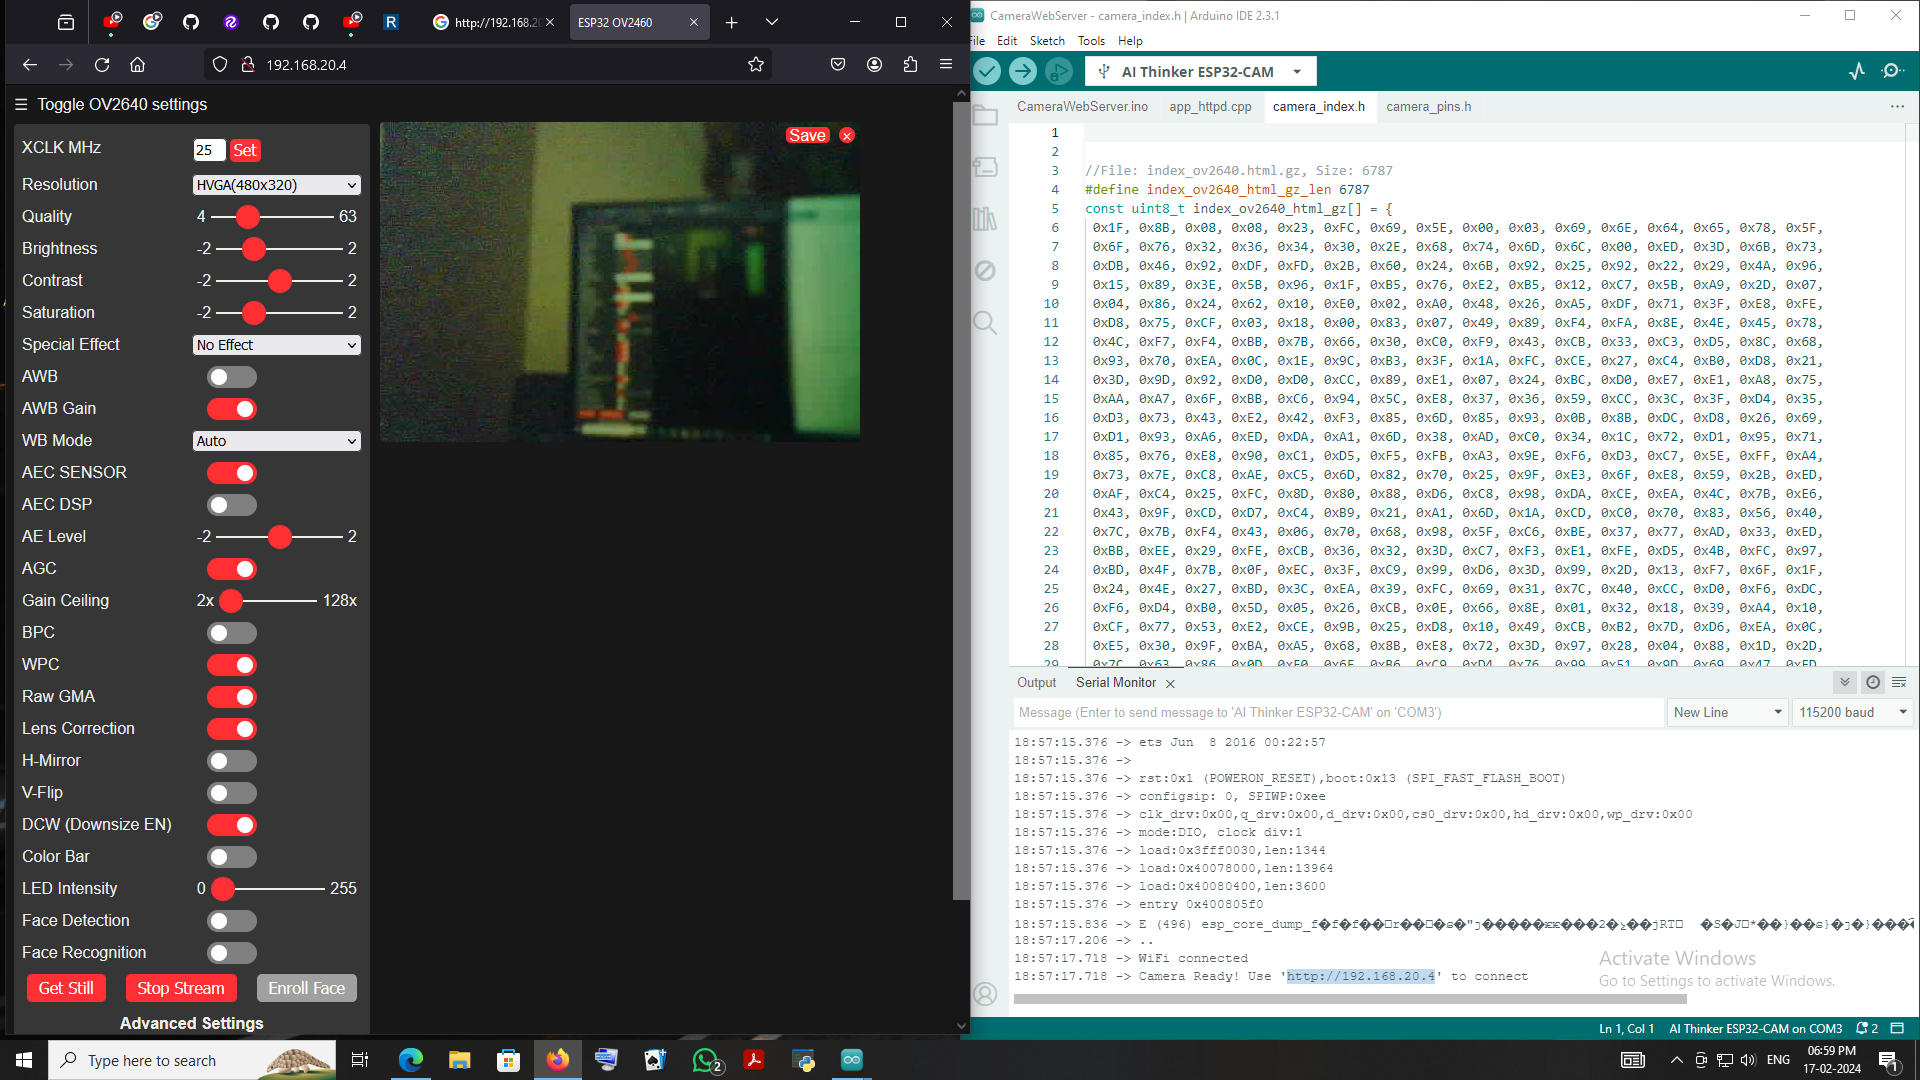 http://192.168.20
ESP32 OV2460
192.168.20.4
Toggle OV2640 settings
XCLK MHz 25 Set
Resolution HVGA(480x320)
Quality 4 63
Brightness -2 2
Contrast -2 2
Saturation -2 2
Special Effect No Effect
AWB
AWB Gain
WB Mode Auto
AEC SENSOR
AEC DSP
AE Level -2 2
AGC
Gain Ceiling 2x 128x
BPC
WPC
Raw GMA
Lens Correction
H-Mirror
V-Flip
DCW (Downsize EN)
Color Bar
LED Intensity 0 255
Face Detection
Face Recognition
Get Still Stop Stream Enroll Face
Advanced Settings
Save ×
CameraWebServer - camera_index.h | Arduino IDE 2.3.1
File Edit Sketch Tools Help
AI Thinker ESP32-CAM
CameraWebServer.ino app_httpd.cpp camera_index.h camera_pins.h
1
2
3 //File: index_ov2640.html.gz, Size: 6787
4 #define index_ov2640_html_gz_len 6787
5 const uint8_t index_ov2640_html_gz[] = {
6 0x1F, 0x8B, 0x08, 0x08, 0x23, 0xFC, 0x69, 0x5E, 0x00, 0x03, 0x69, 0x6E, 0x64, 0x65, 0x78, 0x5F,
7 0x6F, 0x76, 0x32, 0x36, 0x34, 0x30, 0x2E, 0x68, 0x74, 0x6D, 0x6C, 0x00, 0xED, 0x3D, 0x6B, 0x73,
8 0xDB, 0x46, 0x92, 0xDF, 0xFD, 0x2B, 0x60, 0x24, 0x6B, 0x92, 0x25, 0x92, 0x22, 0x29, 0x4A, 0x96,
9 0x15, 0x89, 0x3E, 0x5B, 0x96, 0x1F, 0xB5, 0x76, 0xE2, 0xB5, 0x12, 0xC7, 0x5B, 0xA9, 0x2D, 0x07,
10 0x04, 0x86, 0x24, 0x62, 0x10, 0xE0, 0x02, 0xA0, 0x48, 0x26, 0xA5, 0xDF, 0x71, 0x3F, 0xE8, 0xFE,
11 0xD8, 0x75, 0xCF, 0x03, 0x18, 0x00, 0x83, 0x07, 0x49, 0x89, 0xF4, 0xFA, 0x8E, 0x4E, 0x45, 0x78,
12 0x4C, 0xF7, 0xF4, 0xBB, 0x7B, 0x66, 0x30, 0xC0, 0xF9, 0x43, 0xCB, 0x33, 0xC3, 0xD5, 0x8C, 0x68,
13 0x93, 0x70, 0xEA, 0x0C, 0x1E, 0x9C, 0xB3, 0x3F, 0x1A, 0xFC, 0xCE, 0x27, 0xC4, 0xB0, 0xD8, 0x21,
14 0x3D, 0x9D, 0x92, 0xD0, 0xD0, 0xCC, 0x89, 0xE1, 0x07, 0x24, 0xBC, 0xD0, 0xE7, 0xE1, 0xA8, 0x75,
15 0xAA, 0xA7, 0x6F, 0xBB, 0xC6, 0x94, 0x5C, 0xE8, 0x37, 0x36, 0x59, 0xCC, 0x3C, 0x3F, 0xD4, 0x35,
16 0xD3, 0x73, 0x43, 0xE2, 0x42, 0xF3, 0x85, 0x6D, 0x85, 0x93, 0x0B, 0x8B, 0xDC, 0xD8, 0x26, 0x69,
17 0xD1, 0x93, 0xA6, 0xED, 0xDA, 0xA1, 0x6D, 0x38, 0xAD, 0xC0, 0x34, 0x1C, 0x72, 0xD1, 0x95, 0x71,
18 0x85, 0x76, 0xE8, 0x90, 0xC1, 0xD5, 0xF5, 0xFB, 0xA3, 0x9E, 0xF6, 0xD3, 0xC7, 0x5E, 0xFF, 0xA4,
19 0x73, 0x7E, 0xC8, 0xAE, 0xC5, 0x6D, 0x82, 0x70, 0x25, 0x9F, 0xE3, 0x6F, 0xE8, 0x59, 0x2B, 0xED,
20 0xAF, 0xC4, 0x25, 0xFC, 0x8D, 0x80, 0x88, 0xD6, 0xC8, 0x98, 0xDA, 0xCE, 0xEA, 0x4C, 0x7B, 0xE6,
21 0x43, 0x9F, 0xCD, 0xD7, 0xC4, 0xB9, 0x21, 0xA1, 0x6D, 0x1A, 0xCD, 0xC0, 0x70, 0x83, 0x56, 0x40,
22 0x7C, 0x7B, 0xF4, 0x43, 0x06, 0x70, 0x68, 0x98, 0x5F, 0xC6, 0xBE, 0x37, 0x77, 0xAD, 0x33, 0xED,
23 0xBB, 0xEE, 0x29, 0xFE, 0xCB, 0x36, 0x32, 0x3D, 0xC7, 0xF3, 0xE1, 0xFE, 0xD5, 0x4B, 0xFC, 0x97,
24 0xBD, 0x4F, 0x7B, 0x0F, 0xEC, 0x3F, 0xC9, 0x99, 0xD6, 0x3D, 0x99, 0x2D, 0x13, 0xF7, 0x6F, 0x1F,
25 0x24, 0x4E, 0x27, 0xBD, 0x3C, 0xEA, 0x39, 0xFC, 0x69, 0x31, 0x7C, 0x40, 0xCC, 0xD0, 0xF6, 0xDC,
26 0xF6, 0xD4, 0xB0, 0x5D, 0x05, 0x26, 0xCB, 0x0E, 0x66, 0x8E, 0x01, 0x32, 0x18, 0x39, 0xA4, 0x10,
27 0xCF, 0x77, 0x53, 0xE2, 0xCE, 0x9B, 0x25, 0xD8, 0x10, 0x49, 0xCB, 0xB2, 0x7D, 0xD6, 0xEA, 0x0C,
28 0xE5, 0x30, 0x9F, 0xBA, 0xA5, 0x68, 0x8B, 0xE8, 0x72, 0x3D, 0x97, 0x28, 0x04, 0x88, 0x1D, 0x2D,
29 0x7C, 0x63, 0x86, 0x0D, 0xF0, 0x6F, 0xB6, 0xC9, 0xD4, 0x76, 0x99, 0x51, 0x9D, 0x69, 0x47, 0xFD,
Output Serial Monitor
Message (Enter to send message to 'AI Thinker ESP32-CAM' on 'COM3') New Line 115200 baud
18:57:15.376 -> ets Jun  8 2016 00:22:57
18:57:15.376 ->
18:57:15.376 -> rst:0x1 (POWERON_RESET),boot:0x13 (SPI_FAST_FLASH_BOOT)
18:57:15.376 -> configsip: 0, SPIWP:0xee
18:57:15.376 -> clk_drv:0x00,q_drv:0x00,d_drv:0x00,cs0_drv:0x00,hd_drv:0x00,wp_drv:0x00
18:57:15.376 -> mode:DIO, clock div:1
18:57:15.376 -> load:0x3fff0030,len:1344
18:57:15.376 -> load:0x40078000,len:13964
18:57:15.376 -> load:0x40080400,len:3600
18:57:15.376 -> entry 0x400805f0
18:57:15.836 -> E (496) esp_core_dump_f
18:57:17.206 -> ..
18:57:17.718 -> WiFi connected
18:57:17.718 -> Camera Ready! Use 'http://192.168.20.4' to connect
Activate Windows
Go to Settings to activate Windows.
Ln 1, Col 1 AI Thinker ESP32-CAM on COM3 2
Type here to search
2
ENG
06:59 PM
17-02-2024
1